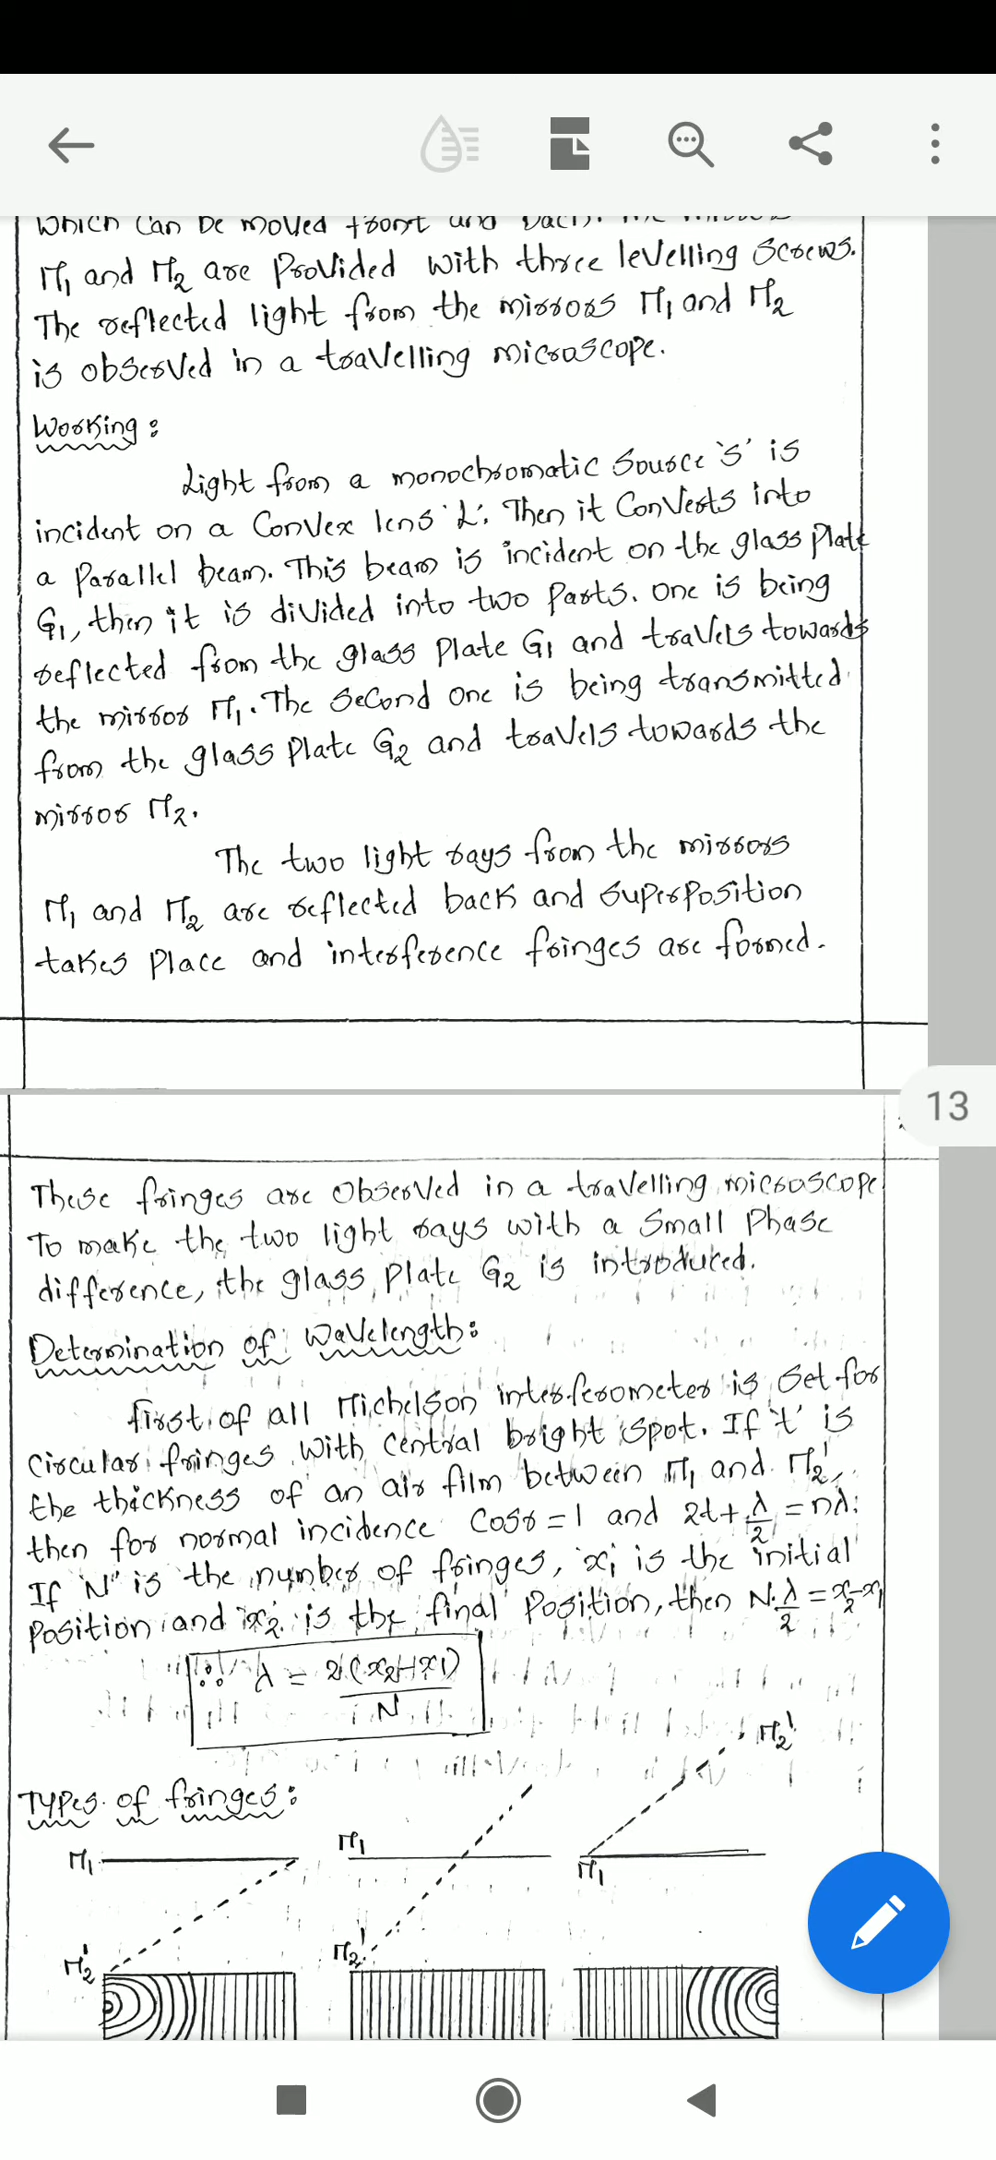 which can be moved front and back. The mirrors
M₁ and M₂ are Provided with three levelling Screws.
The reflected light from the mirrors M₁ and M₂
is observed in a travelling microscope.
Working:
Light from a monochromatic Source 'S' is
incident on a Convex lens 'L'. Then it Converts into
a Parallel beam. This beam is incident on the glass Plate
G₁, then it is divided into two Parts. One is being
reflected from the glass Plate G₁ and travels towards
the mirror M₁. The Second one is being transmitted
from the glass Plate G₂ and travels towards the
mirror M₂.
The two light rays from the mirrors
M₁ and M₂ are reflected back and Superposition
takes Place and interference fringes are formed.
13
These fringes are Observed in a travelling microscope
To make the two light rays with a Small Phase
difference, the glass Plate G₂ is introduced.
Determination of Wavelength:
First of all Michelson interferometer is Set for
Circular fringes with Central bright Spot. If 't' is
the thickness of an air film between M₁ and M₂'
then for normal incidence Cosr = 1 and 2t + λ/2 = nλ.
If 'N' is the number of fringes, 'x₁' is the initial
Position and 'x₂' is the final Position, then N.λ/2 = x₂-x₁
∴ λ = 2(x₂-x₁)/N
Types of fringes:
M₂'
M₁
M₁
M₁
M₂'
M₂'